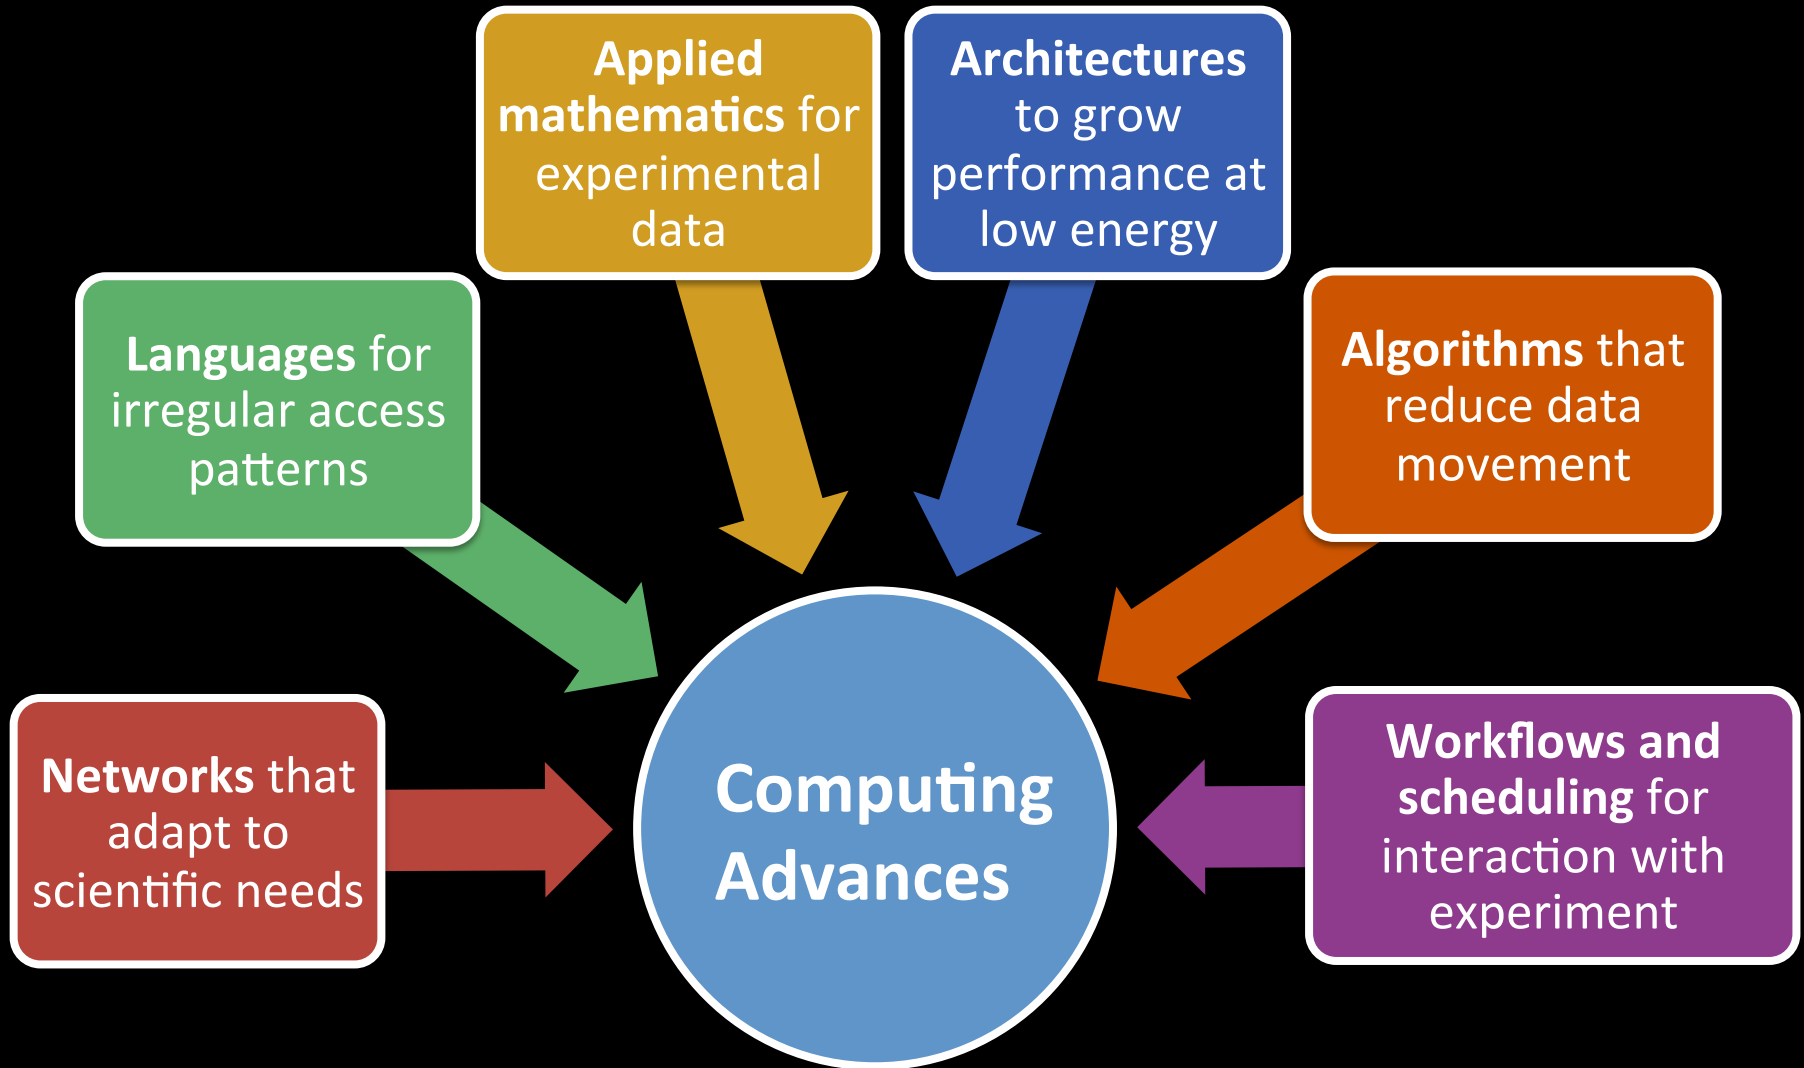 Applied
mathematics for
experimental
data
Architectures
to grow
performance at
low energy
Languages for
irregular access
patterns
Algorithms that
reduce data
movement
Networks that
adapt to
scientific needs
Computing
Advances
Workflows and
scheduling for
interaction with
experiment